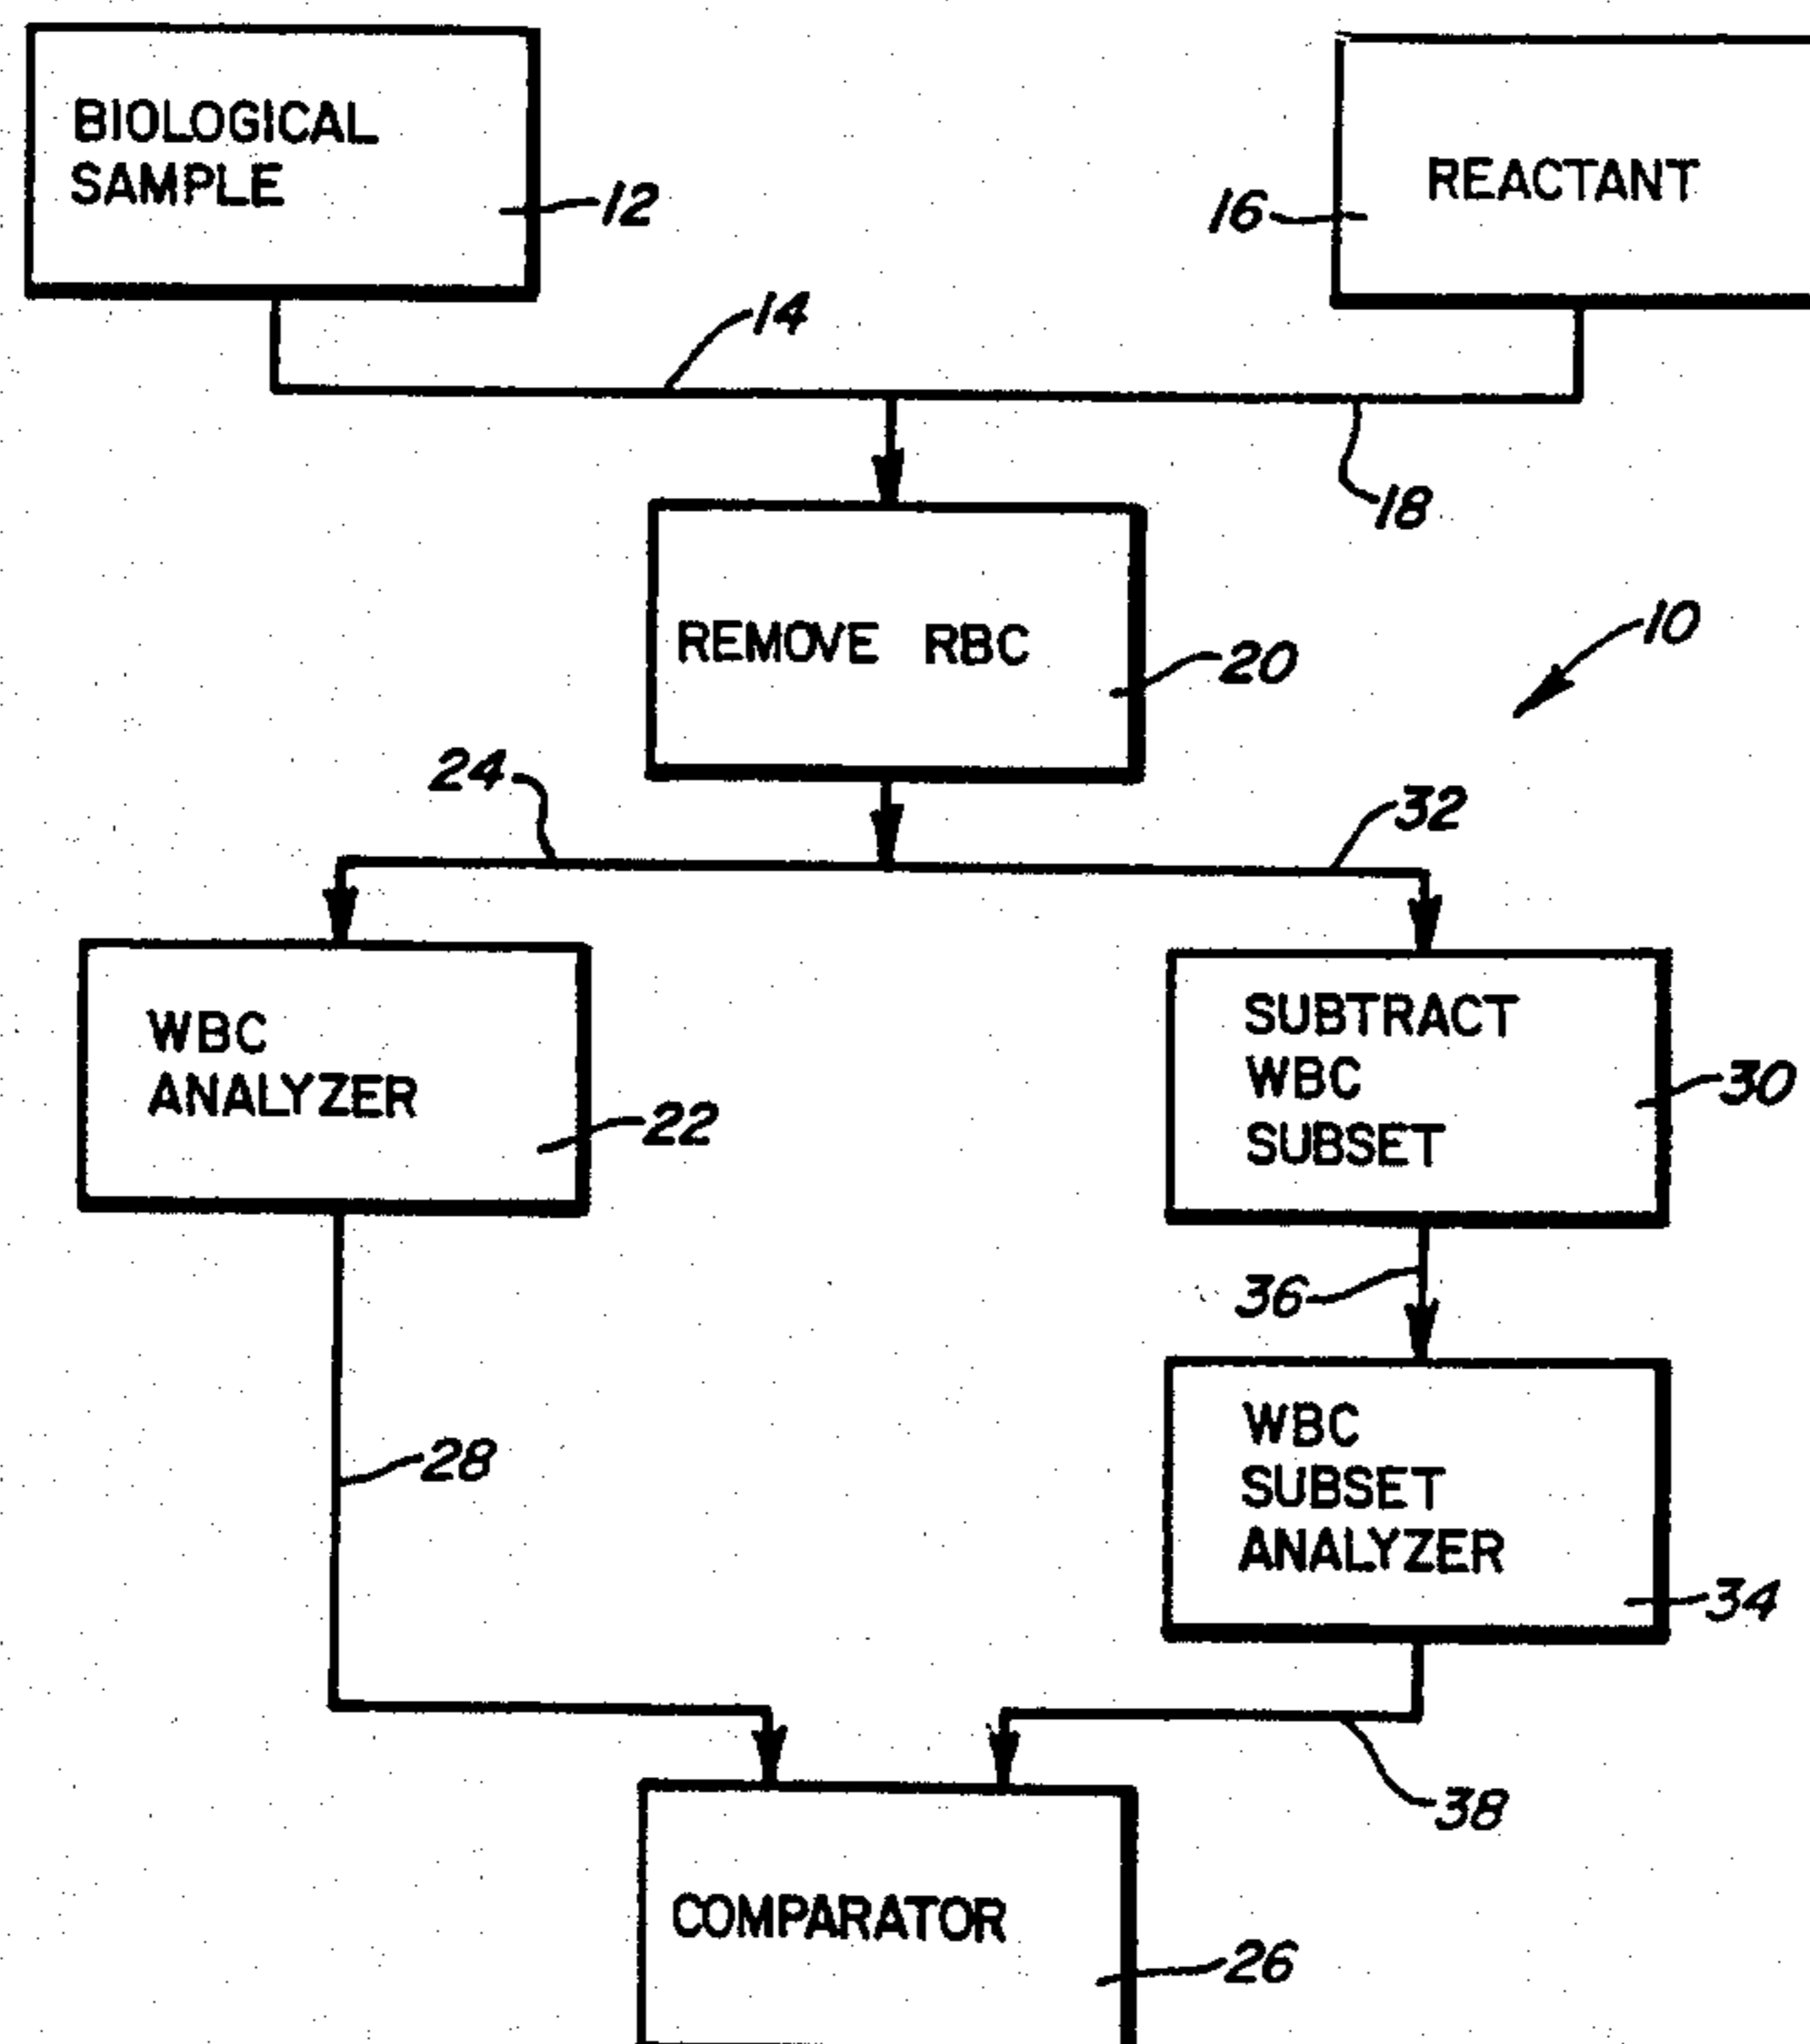 BIOLOGICAL
SAMPLE
12
REACTANT
16
14
18
REMOVE RBC
20
10
24
32
WBC
ANALYZER
22
SUBTRACT
WBC
SUBSET
30
36
28
WBC
SUBSET
ANALYZER
34
38
COMPARATOR
26